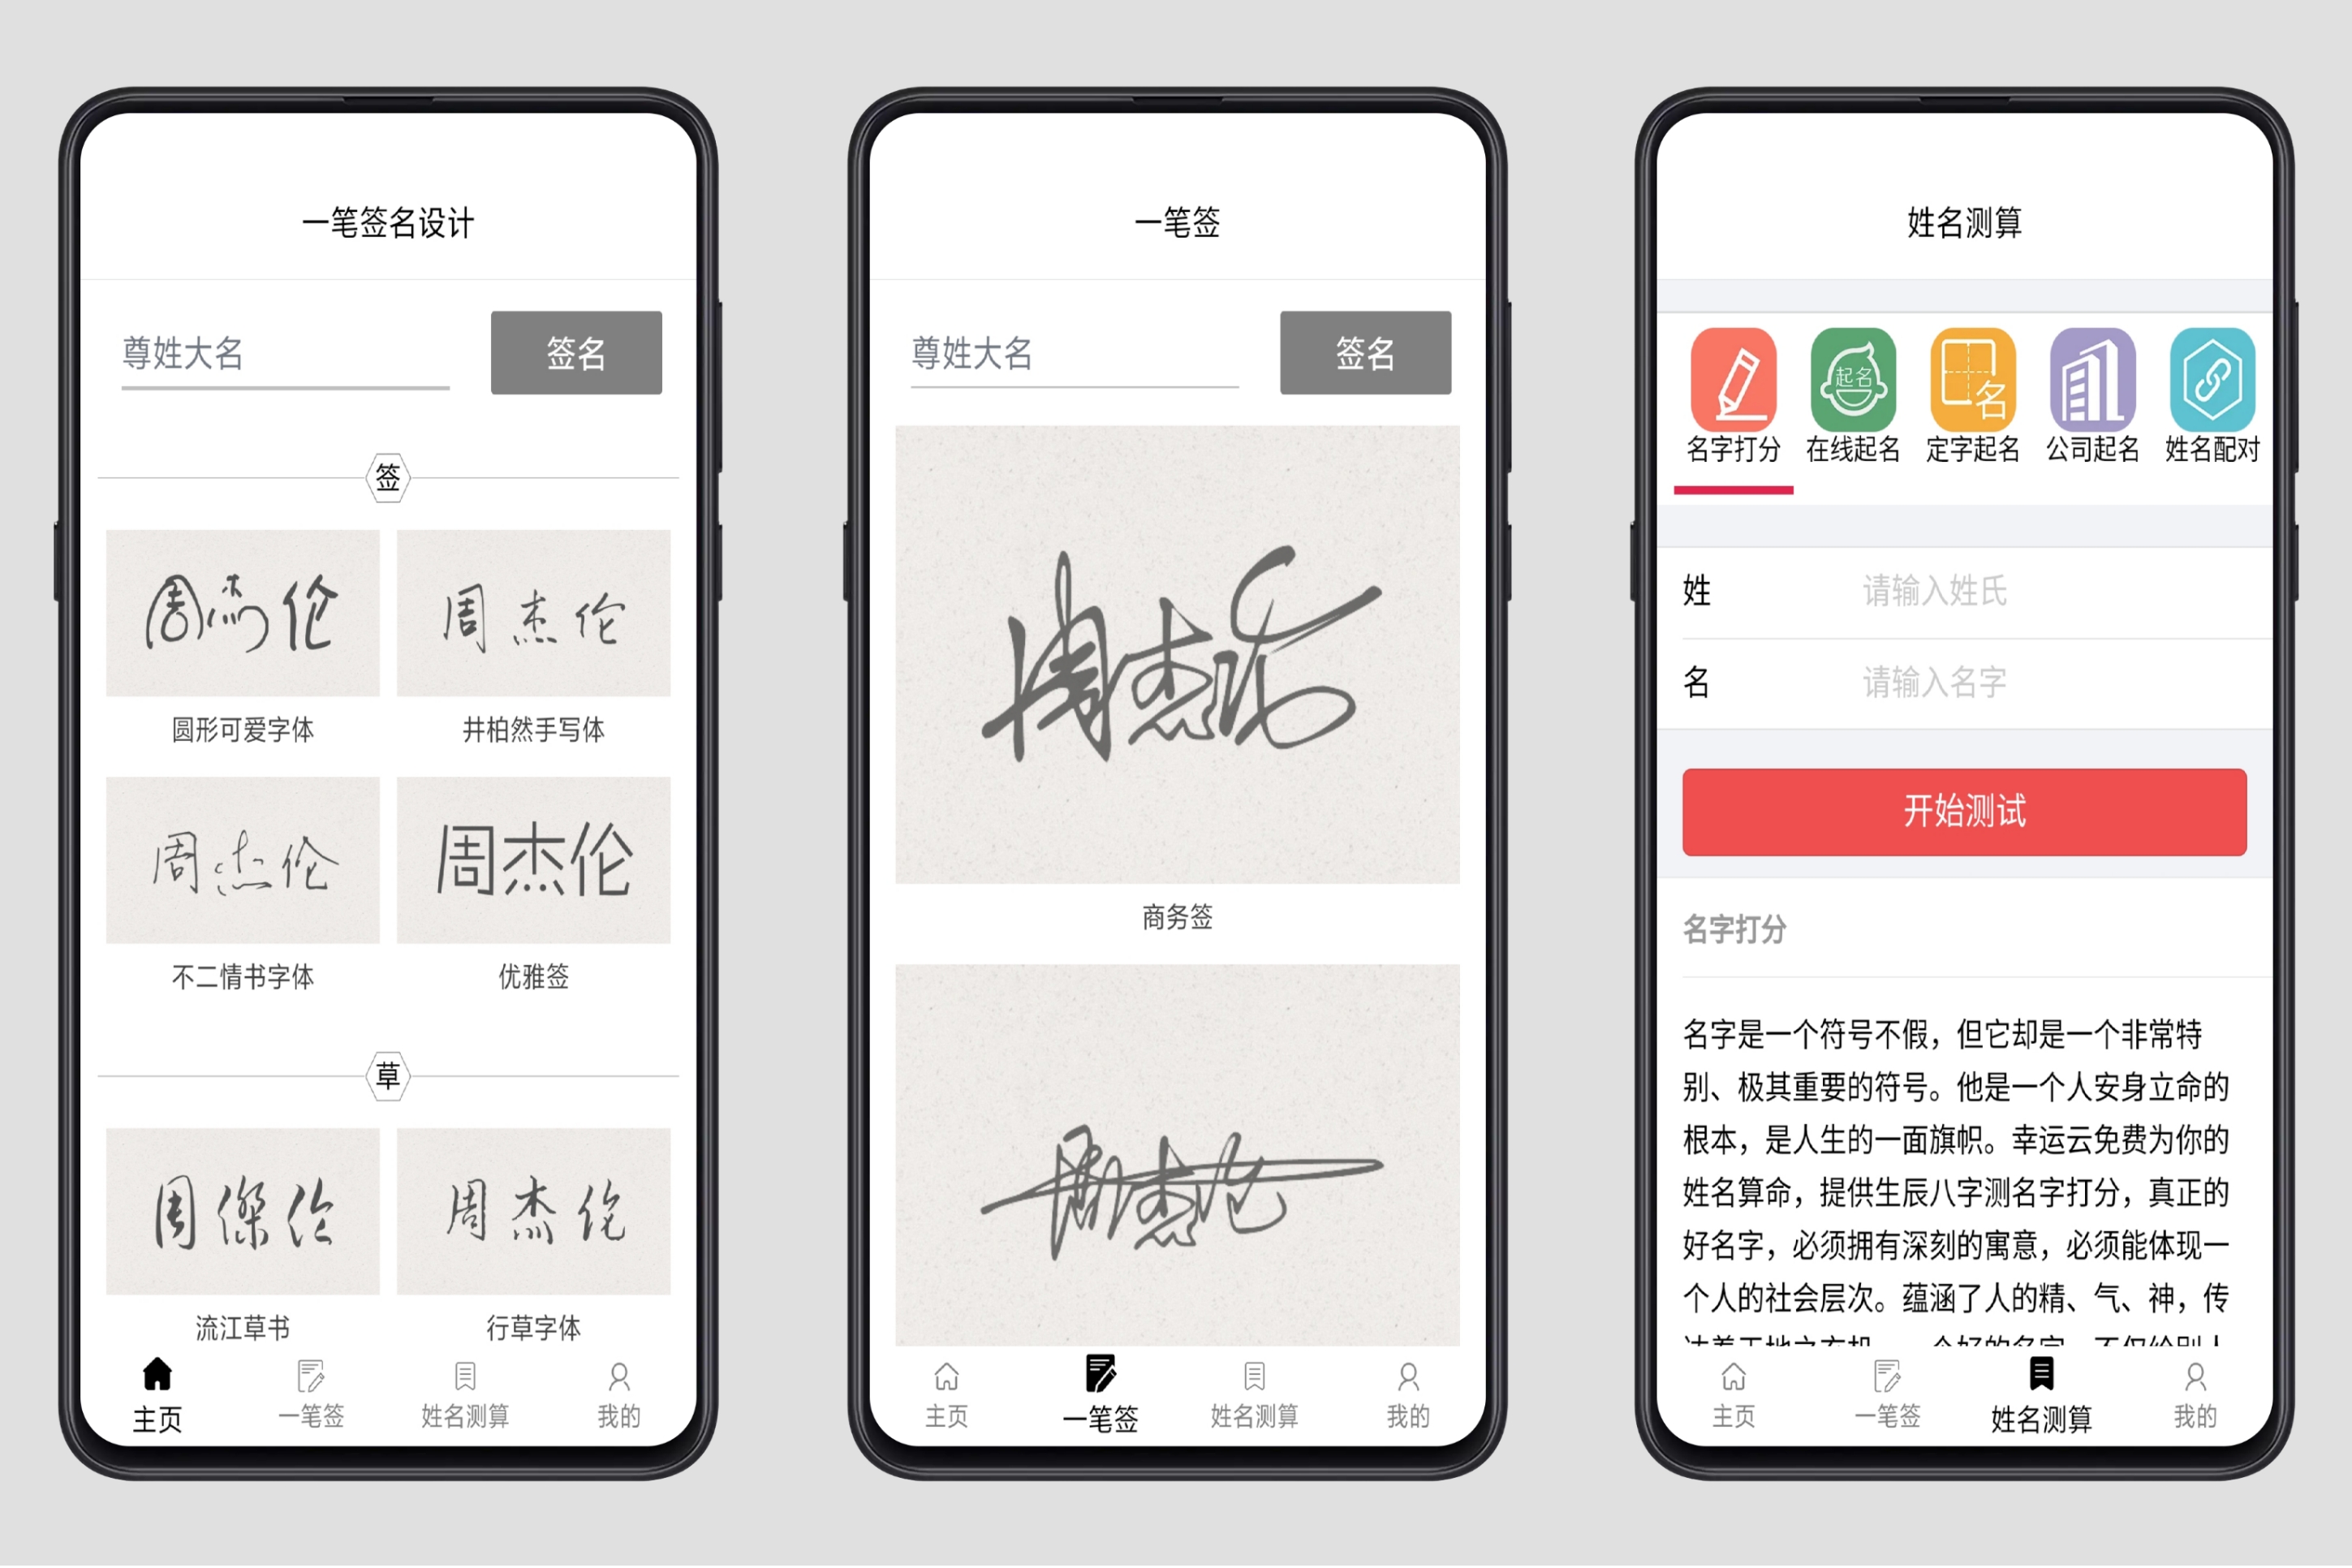 一笔签名设计
尊姓大名
签名
签
周杰伦
周杰伦
圆形可爱字体
井柏然手写体
周杰伦
周杰伦
不二情书字体
优雅签
草
周傑伦
周杰伦
流江草书
行草字体
主页
一笔签
姓名测算
我的
一笔签
尊姓大名
签名
周杰伦
商务签
周杰伦
主页
一笔签
姓名测算
我的
姓名测算
起名
名
名字打分
在线起名
定字起名
公司起名
姓名配对
姓
请输入姓氏
名
请输入名字
开始测试
名字打分
名字是一个符号不假，但它却是一个非常特
别、极其重要的符号。他是一个人安身立命的
根本，是人生的一面旗帜。幸运云免费为你的
姓名算命，提供生辰八字测名字打分，真正的
好名字，必须拥有深刻的寓意，必须能体现一
个人的社会层次。蕴涵了人的精、气、神，传
主页
一笔签
姓名测算
我的